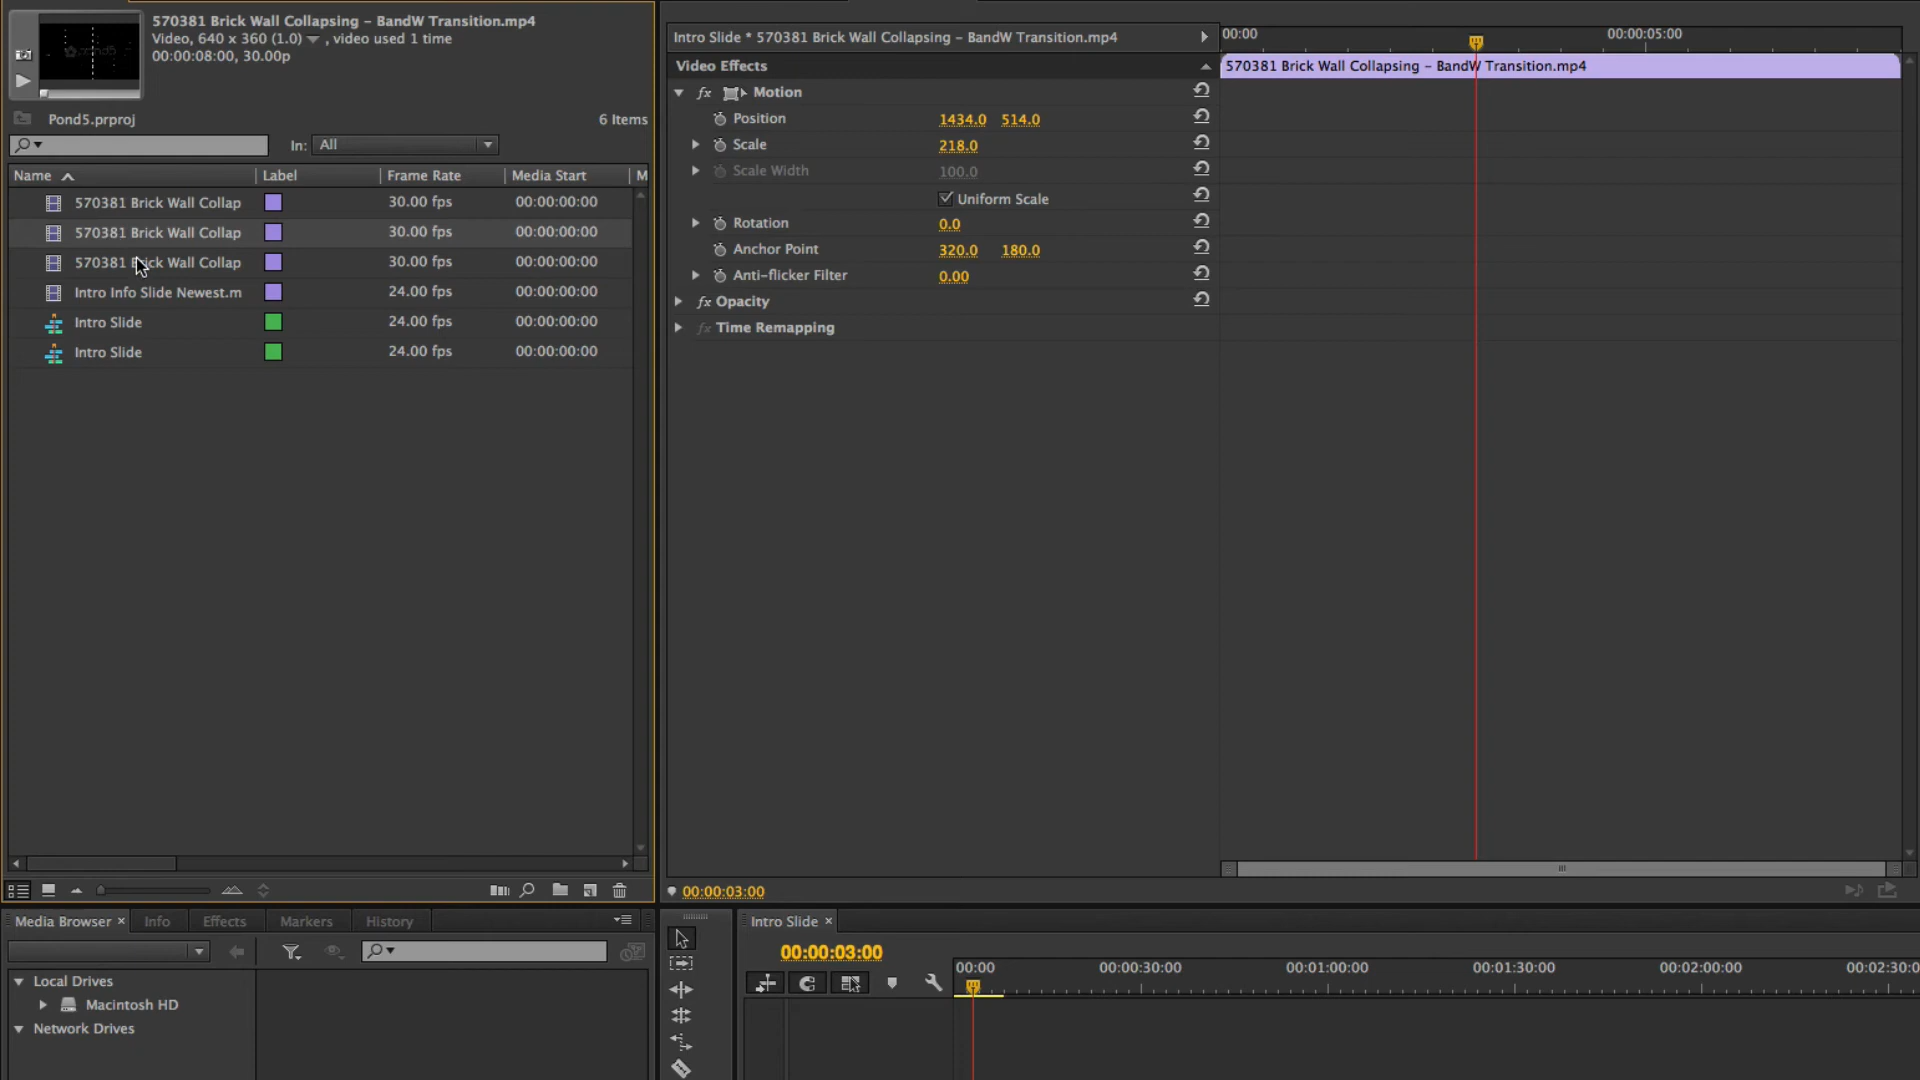 570381 Brick Wall Collapsing – BandW Transition.mp4
Video, 640 x 360 (1.0) , video used 1 time
00:00:08:00, 30.00p
Pond5.prproj
6 Items
In: All
Name Label Frame Rate Media Start M
570381 Brick Wall Collap 30.00 fps 00:00:00:00
570381 Brick Wall Collap 30.00 fps 00:00:00:00
570381 Brick Wall Collap 30.00 fps 00:00:00:00
Intro Info Slide Newest.m 24.00 fps 00:00:00:00
Intro Slide 24.00 fps 00:00:00:00
Intro Slide 24.00 fps 00:00:00:00
Intro Slide * 570381 Brick Wall Collapsing – BandW Transition.mp4
Video Effects
fx Motion
Position 1434.0 514.0
Scale 218.0
Scale Width 100.0
Uniform Scale
Rotation 0.0
Anchor Point 320.0 180.0
Anti-flicker Filter 0.00
fx Opacity
fx Time Remapping
00:00 00:00:05:00
570381 Brick Wall Collapsing – BandW Transition.mp4
00:00:03:00
Media Browser × Info Effects Markers History
Local Drives
Macintosh HD
Network Drives
Intro Slide ×
00:00:03:00
00:00 00:00:30:00 00:01:00:00 00:01:30:00 00:02:00:00 00:02:30:0